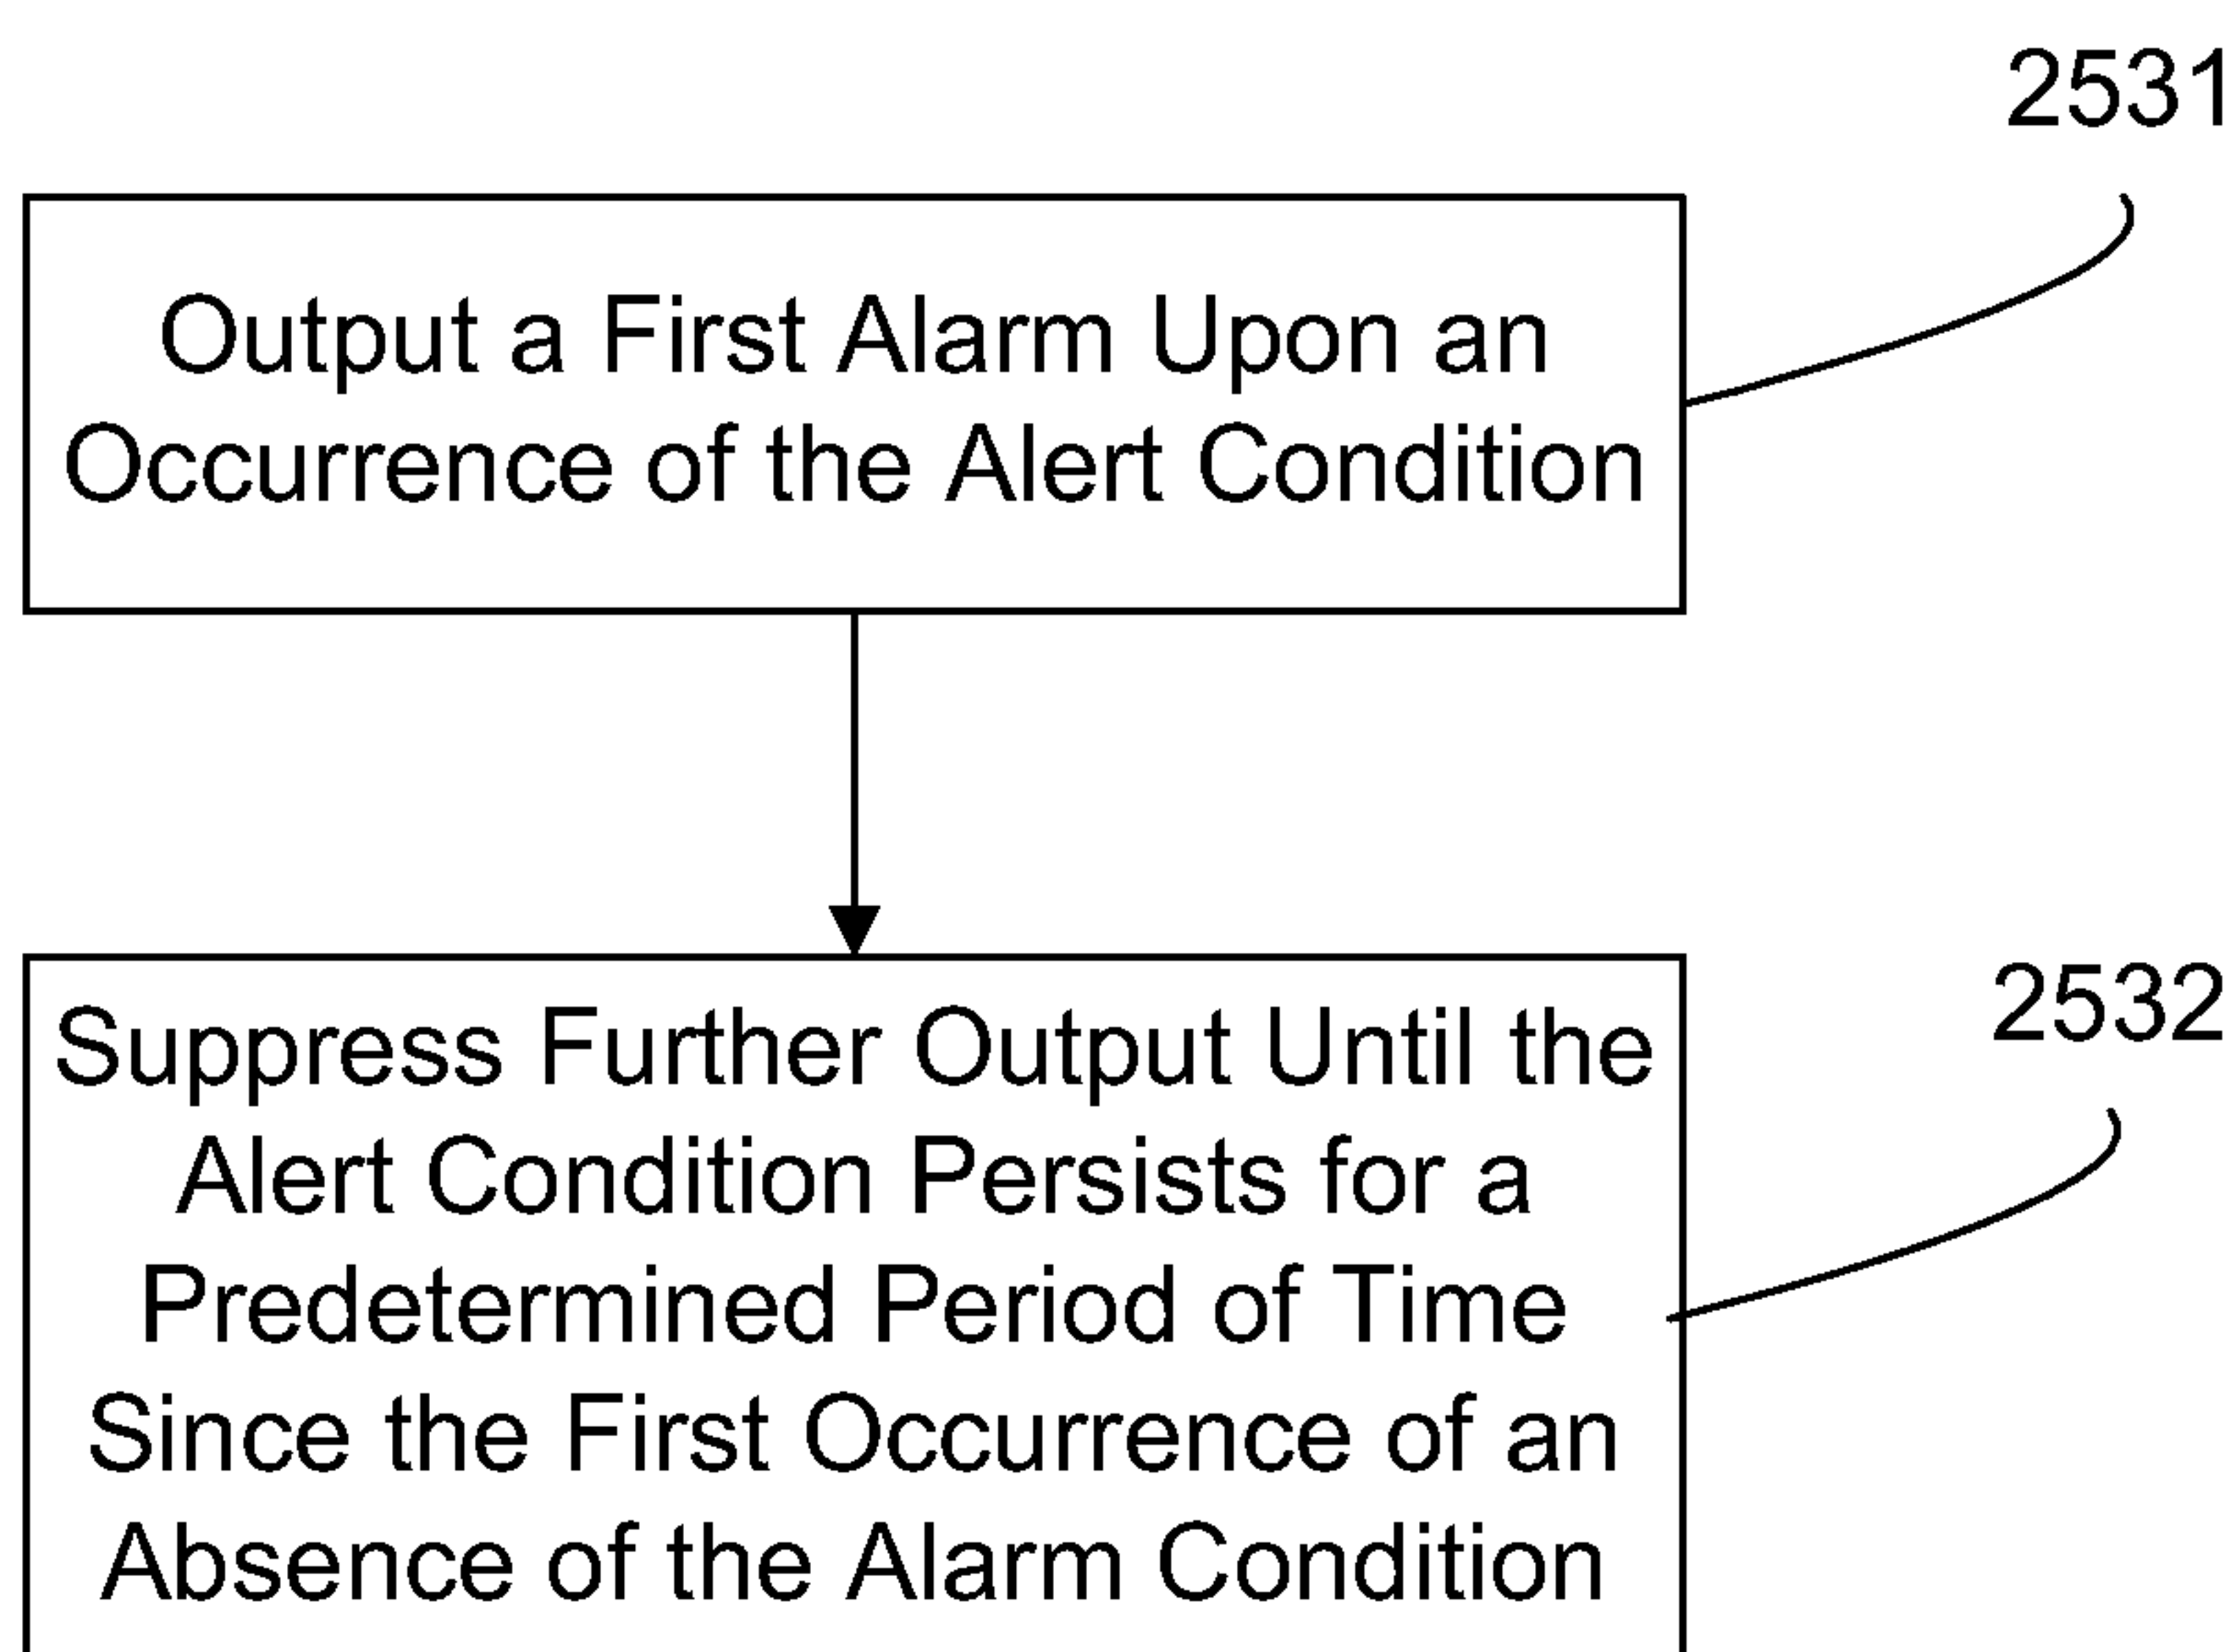 2531
Output a First Alarm Upon an
Occurrence of the Alert Condition
2532
Suppress Further Output Until the
Alert Condition Persists for a
Predetermined Period of Time
Since the First Occurrence of an
Absence of the Alarm Condition